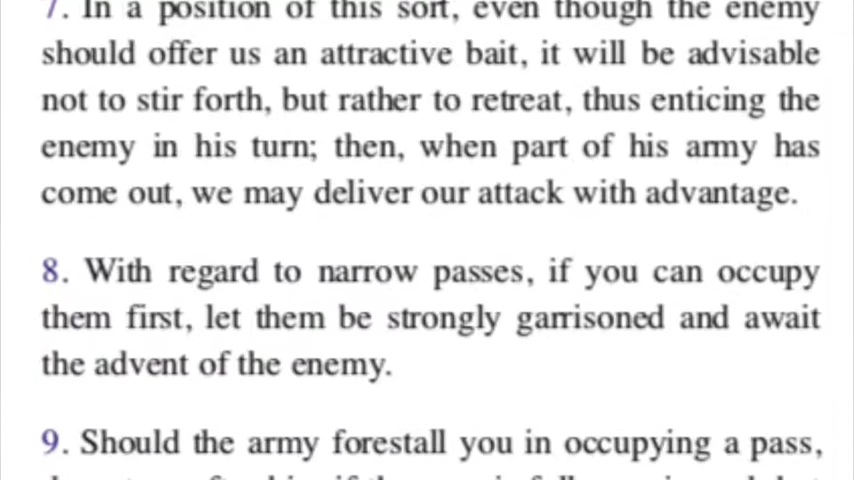 7. In a position of this sort, even though the enemy
should offer us an attractive bait, it will be advisable
not to stir forth, but rather to retreat, thus enticing the
enemy in his turn; then, when part of his army has
come out, we may deliver our attack with advantage.
8. With regard to narrow passes, if you can occupy
them first, let them be strongly garrisoned and await
the advent of the enemy.
9. Should the army forestall you in occupying a pass,